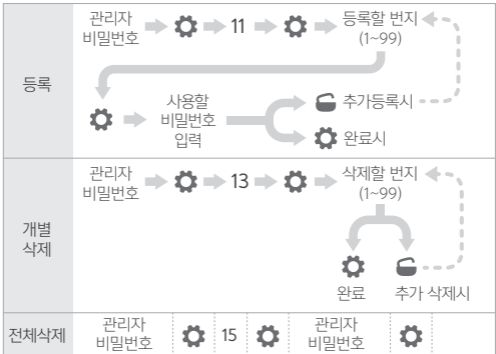 등록
관리자
비밀번호
11
등록할 번지
(1~99)
사용할
비밀번호
입력
추가등록시
완료시
개별
삭제
관리자
비밀번호
13
삭제할 번지
(1~99)
완료
추가 삭제시
전체삭제
관리자
비밀번호
15
관리자
비밀번호